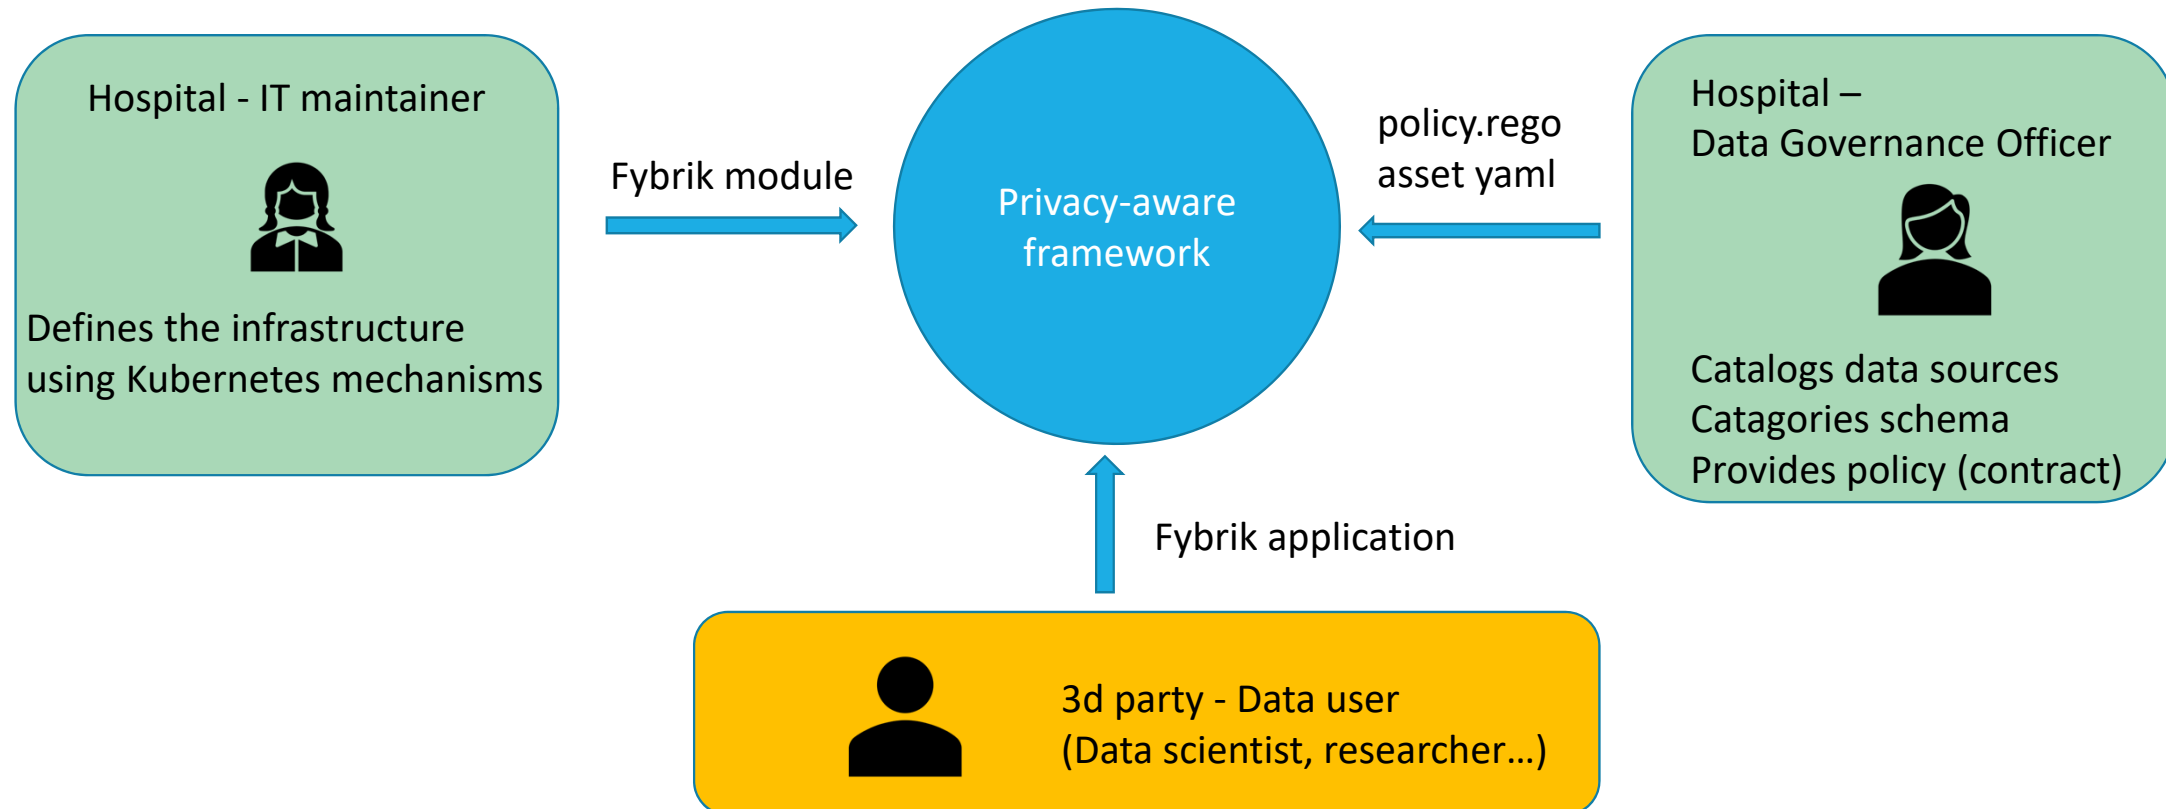 Hospital - IT maintainer
Defines the infrastructure
using Kubernetes mechanisms
Fybrik module
Privacy-aware
framework
policy.rego
asset yaml
Hospital –
Data Governance Officer
Catalogs data sources
Catagories schema
Provides policy (contract)
Fybrik application
3d party - Data user
(Data scientist, researcher…)